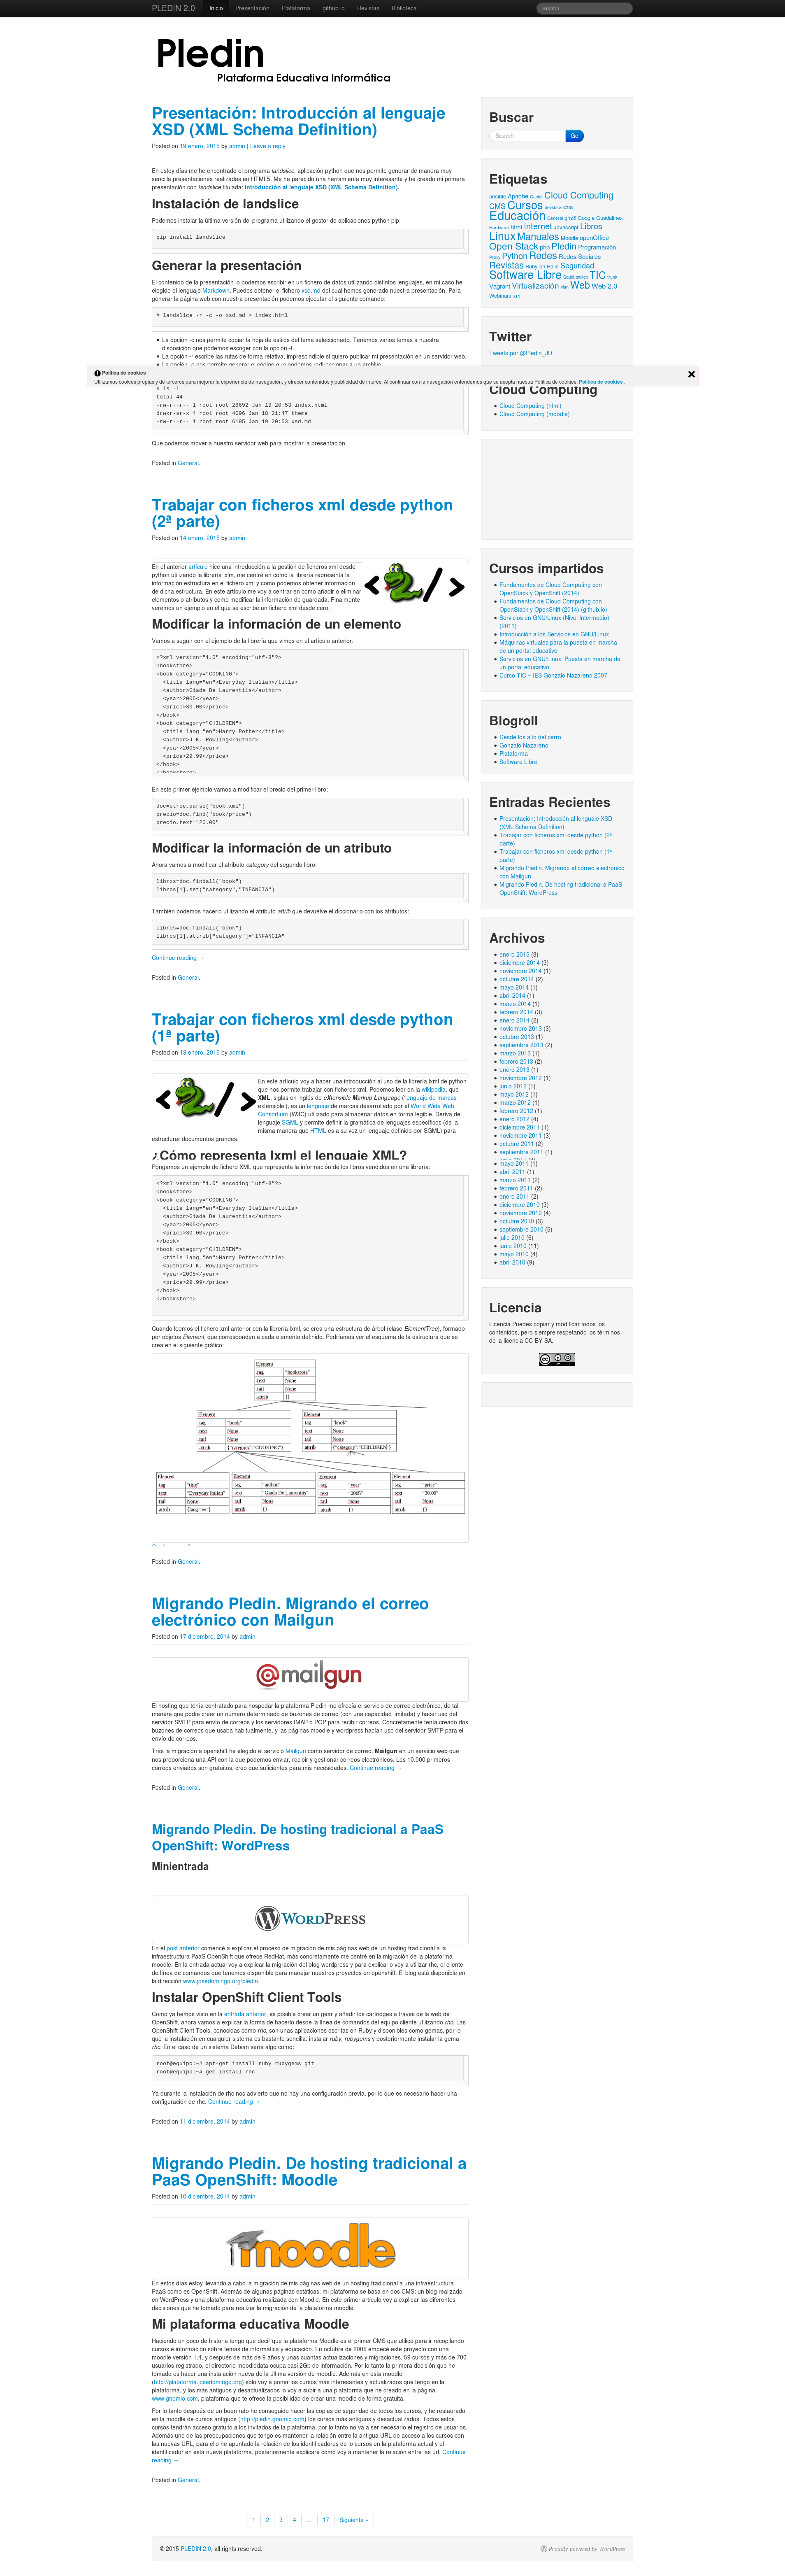 PLEDIN 2.0 Inicio Presentación Plataforma github.io Revistas Biblioteca Search
Pledin
Plataforma Educativa Informática
Presentación: Introducción al lenguaje
XSD (XML Schema Definition)
Posted on 19 enero, 2015 by admin | Leave a reply
En estos días me he encontrado el programa landslice, aplicación python que nos permite realizar presentaciones
realizadas en HTML5. Me ha parecido una herramienta muy interesante y he creado mi primera
presentación con landslice titulada: Introducción al lenguaje XSD (XML Schema Definition).
Instalación de landslice
Podemos instalar la última versión del programa utilizando el gestor de aplicaciones python pip:
pip install landslice
Generar la presentación
El contenido de la presentación lo podemos escribir en un fichero en distintos lenguajes, en mi caso he
elegido el lenguaje Markdown. Puedes obtener el fichero xsd.md del cual hemos generado la presentación. Para
generar la página web con nuestra presentación ejecutamos el siguiente comando:
# landslice -r -c -o xsd.html xsd.md
La opción -c nos permite copiar la hoja de estilos del tema seleccionado. Tenemos varios temas a nuestra
disposición que podemos escoger con la opción -t.
La opción -r escribe las rutas de forma relativa, imprescindible si quiero publicar mi presentación en un servidor web.
Política de cookies
Utilizamos cookies propias y de terceros para mejorar la experiencia de navegación, y ofrecer contenidos y publicidad de interés. Al continuar con la navegación entendemos que se acepta nuestra Política de cookies. Política de cookies .
# ls -l
total 44
-rw-r--r-- 1 root root 28692 Jan 19 20:53 index.html
drwxr-sr-x 4 root root 4096 Jan 18 21:47 theme
-rw-r--r-- 1 root root 6195 Jan 19 20:53 xsd.md
Que podemos mover a nuestro servidor web para mostrar la presentación.
Posted in General.
Trabajar con ficheros xml desde python
(2ª parte)
Posted on 14 enero, 2015 by admin
En el anterior artículo hice una introducción a la gestión de ficheros xml desde
python utilizando la librería lxlm, me centré en como la librería representa la
información estructurada en el fichero xml y como podemos obtener información
de dicha estructura. En este artículo me voy a centrar en como añadir o eliminar
elementos y atributos y como modificar la información guardada. Finalmente
veremos un ejemplo en el que se asocia en un fichero xml desde cero.
Modificar la información de un elemento
Vamos a seguir con el ejemplo de la librería que vimos en el artículo anterior:
<?xml version="1.0" encoding="utf-8"?>
<bookstore>
<book category="COOKING">
<title lang="en">Everyday Italian</title>
<author>Giada De Laurentiis</author>
<year>2005</year>
<price>30.00</price>
</book>
<book category="CHILDREN">
<title lang="en">Harry Potter</title>
<author>J K. Rowling</author>
<year>2005</year>
<price>29.99</price>
</book>
</bookstore>
En este primer ejemplo vamos a modificar el precio del primer libro:
doc=etree.parse("book.xml")
precio=doc.find("book/price")
precio.text="20.00"
Modificar la información de un atributo
Ahora vamos a modificar el atributo category del segundo libro:
libros=doc.findall("book")
libros[1].set("category","INFANCIA")
También podemos hacerlo utilizando el atributo attrib que devuelve el diccionario con los atributos:
libros=doc.findall("book")
libros[1].attrib["category"]="INFANCIA"
Continue reading →
Posted in General.
Trabajar con ficheros xml desde python
(1ª parte)
Posted on 13 enero, 2015 by admin
En este artículo voy a hacer una introducción al uso de la librería lxml de python
que nos permite trabajar con ficheros xml. Como podemos leer en la wikipedia,
XML, siglas en inglés de eXtensible Markup Language ('lenguaje de marcas
extensible'), es un lenguaje de marcas desarrollado por el World Wide Web
Consortium (W3C) utilizado para almacenar datos en forma legible. Deriva del
lenguaje SGML y permite definir la gramática de lenguajes específicos (de la
misma manera que HTML es a su vez un lenguaje definido por SGML) para
estructurar documentos grandes.
¿Cómo representa lxml el lenguaje XML?
Pongamos un ejemplo de fichero XML que representa la información de los libros vendidos en una librería:
<?xml version="1.0" encoding="utf-8"?>
<bookstore>
<book category="COOKING">
<title lang="en">Everyday Italian</title>
<author>Giada De Laurentiis</author>
<year>2005</year>
<price>30.00</price>
</book>
<book category="CHILDREN">
<title lang="en">Harry Potter</title>
<author>J K. Rowling</author>
<year>2005</year>
<price>29.99</price>
</book>
</bookstore>
Cuando leemos el fichero xml anterior con la librería lxml, se crea una estructura de árbol (clase ElementTree), formado
por objetos Element, que corresponden a cada elemento definido. Podríamos ver el esquema de la estructura que se
crea en el siguiente gráfico:
Element
tag "bookstore"
text None
tail None
attrib {}
Element Element
tag "book" tag "book"
text None text None
tail None tail None
attrib {"category":"COOKING"} attrib {"category":"CHILDREN"}
Element Element Element Element
tag "title" tag "author" tag "year" tag "price"
text "Everyday Italian" text "Giada De Laurentiis" text "2005" text "30.00"
tail None tail None tail None tail None
attrib {lang:"en"} attrib {} attrib {} attrib {}
Posted in General.
Migrando Pledin. Migrando el correo
electrónico con Mailgun
Posted on 17 diciembre, 2014 by admin
@mailgun
El hosting que tenía contratado para hospedar la plataforma Pledin me ofrecía el servicio de correo electrónico, de tal
manera que podía crear un número determinado de buzones de correo (con una capacidad limitada) y hacer uso del
servidor SMTP para envío de correos y los servidores IMAP o POP para recibir correos. Concretamente tenía creado dos
buzones de correos que usaba habitualmente, y las páginas moodle y wordpress hacían uso del servidor SMTP para el
envío de correos.
Trás la migración a openshift he elegido el servicio Mailgun como servidor de correo. Mailgun en un servicio web que
nos proporciona una API con la que podemos enviar, recibir y gestionar correos electrónicos. Los 10.000 primeros
correos enviados son gratuitos, creo que suficientes para mis necesidades. Continue reading →
Posted in General.
Migrando Pledin. De hosting tradicional a PaaS
OpenShift: WordPress
Minientrada
WordPress
En el post anterior comencé a explicar el proceso de migración de mis páginas web de un hosting tradicional a la
infraestructura PaaS OpenShift que ofrece RedHat, más concretamente me centré en la migración de la plataforma
moodle. En la entrada actual voy a explicar la migración del blog wordpress y para explicarlo voy a utilizar rhc, el cliente
de línea de comandos que tenemos disponible para manejar nuestros proyectos en openshift. El blog está disponible en
la dirección www.josedomingo.org/pledin.
Instalar OpenShift Client Tools
Como ya hemos visto en la entrada anterior, es posible crear un gear y añadir los cartridges a través de la web de
OpenShift, ahora vamos a explicar la forma de hacerlo desde la línea de comandos del equipo cliente utilizando rhc. Las
OpenShift Client Tools, conocidas como rhc, son unas aplicaciones escritas en Ruby y disponibles como gemas, por lo
que la instalación en cualquier sistema es bastante sencilla: instalar ruby, rubygems y posteriormente instalar la gema
rhc. En el caso de un sistema Debian sería algo como:
root@equipo:~# apt-get install ruby rubygems git
root@equipo:~# gem install rhc
Ya durante la instalación de rhc nos advierte que no hay una configuración previa, por lo que es necesario hacer una
configuración de rhc. Continue reading →
Posted on 11 diciembre, 2014 by admin
Migrando Pledin. De hosting tradicional a
PaaS OpenShift: Moodle
Posted on 10 diciembre, 2014 by admin
moodle
En estos días estoy llevando a cabo la migración de mis páginas web de un hosting tradicional a una infraestructura
PaaS como es OpenShift. Además de algunas páginas estáticas, mi plataforma se basa en dos CMS: un blog realizado
en WordPress y una plataforma educativa realizada con Moodle. En este primer artículo voy a explicar las diferentes
decisiones que he tomado para realizar la migración de la plataforma moodle.
Mi plataforma educativa Moodle
Haciendo un poco de historia tengo que decir que la plataforma Moodle es el primer CMS que utilicé para ir recopilando
cursos e información sobre temas de informática y educación. En octubre de 2005 empecé este proyecto con una
moodle versión 1.4, y después de más de 9 años y de unas cuantas actualizaciones y migraciones, 59 cursos y más de 700
usuarios registrados, el directorio moodledata ocupa casi 2Gb de información. Por lo tanto la primera decisión que he
tomado es hacer una instalación nueva de la última versión de moodle. Además en esta moodle
(http://plataforma.josedomingo.org) sólo voy a poner los cursos más interesantes y actualizados que tengo en la
plataforma, y los más antiguos y desactualizados lo voy a subir a una plataforma que he creado en la página
www.gnomio.com, plataforma que te ofrece la posibilidad de crear una moodle de forma gratuita.
Por lo tanto después de un buen rato he conseguido hacer las copias de seguridad de todos los cursos, y he restaurado
en la moodle de cursos antiguos (http://pledin.gnomio.com) los cursos más antiguos y desactualizados. Todos estos
cursos tendrán acceso gratuito a los invitados de la plataforma, por lo tanto no va a ser necesario el registro de usuarios.
Además uno de las preocupaciones que tengo es mantener la relación entre la antigua URL de acceso a los cursos con
las nuevas URL, para ello he apuntado los identificadores de los cursos en la plataforma actual y el
identificador en esta nueva plataforma, posteriormente explicaré cómo voy a mantener la relación entre las url. Continue
reading →
Posted in General.
1 2 3 4 ... 17 Siguiente »
Buscar
Search Go
Etiquetas
ansible Apache Caché Cloud Computing
CMS Cursos devstack dns
Educación General gns3 Google Guadalinex
Hardware html Internet Javascript Libros
Linux Manuales Moodle openOffice
Open Stack php Pledin Programación
Proxy Python Redes Redes Sociales
Revistas Ruby on Rails Seguridad
Software Libre Squid switch TIC trunk
Vagrant Virtualización vlan Web Web 2.0
Webinars xml
Twitter
Tweets por @Pledin_JD
Cloud Computing
Cloud Computing (html)
Cloud Computing (moodle)
Cursos impartidos
Fundamentos de Cloud Computing con
OpenStack y OpenShift (2014)
Fundamentos de Cloud Computing con
OpenStack y OpenShift (2014) (github.io)
Servicios en GNU/Linux (Nivel Intermedio)
(2011)
Introducción a los Servicios en GNU/Linux
Máquinas virtuales para la puesta en marcha
de un portal educativo
Servicios en GNU/Linux: Puesta en marcha de
un portal educativo
Curso TIC – IES Gonzalo Nazareno 2007
Blogroll
Desde los alto del cerro
Gonzalo Nazareno
Plataforma
Software Libre
Entradas Recientes
Presentación: Introducción al lenguaje XSD
(XML Schema Definition)
Trabajar con ficheros xml desde python (2ª
parte)
Trabajar con ficheros xml desde python (1ª
parte)
Migrando Pledin. Migrando el correo electrónico
con Mailgun
Migrando Pledin. De hosting tradicional a PaaS
OpenShift: WordPress
Archivos
enero 2015 (3)
diciembre 2014 (3)
noviembre 2014 (1)
octubre 2014 (2)
mayo 2014 (1)
abril 2014 (1)
marzo 2014 (1)
febrero 2014 (3)
enero 2014 (2)
noviembre 2013 (3)
octubre 2013 (1)
septiembre 2013 (2)
marzo 2013 (1)
febrero 2013 (2)
enero 2013 (1)
noviembre 2012 (1)
junio 2012 (1)
mayo 2012 (1)
marzo 2012 (1)
febrero 2012 (1)
enero 2012 (4)
diciembre 2011 (1)
noviembre 2011 (3)
octubre 2011 (2)
septiembre 2011 (1)
mayo 2011 (1)
abril 2011 (1)
marzo 2011 (2)
febrero 2011 (2)
enero 2011 (2)
diciembre 2010 (3)
noviembre 2010 (4)
octubre 2010 (3)
septiembre 2010 (5)
julio 2010 (6)
junio 2010 (11)
mayo 2010 (4)
abril 2010 (9)
Licencia
Licencia Puedes copiar y modificar todos los
contenidos, pero siempre respetando los términos
de la licencia CC-BY-SA.
© 2015 PLEDIN 2.0, all rights reserved. Proudly powered by WordPress